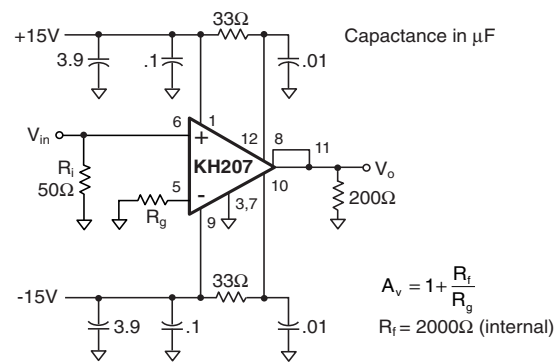 33Ω
+15V
Capactance in μF
3.9
.1
.01
1
V_in
6
+
12
8
11
V_o
KH207
R_i
50Ω
5
-
10
200Ω
R_g
3,7
9
33Ω
-15V
3.9
.1
.01
A_v = 1+ R_f / R_g
R_f = 2000Ω (internal)